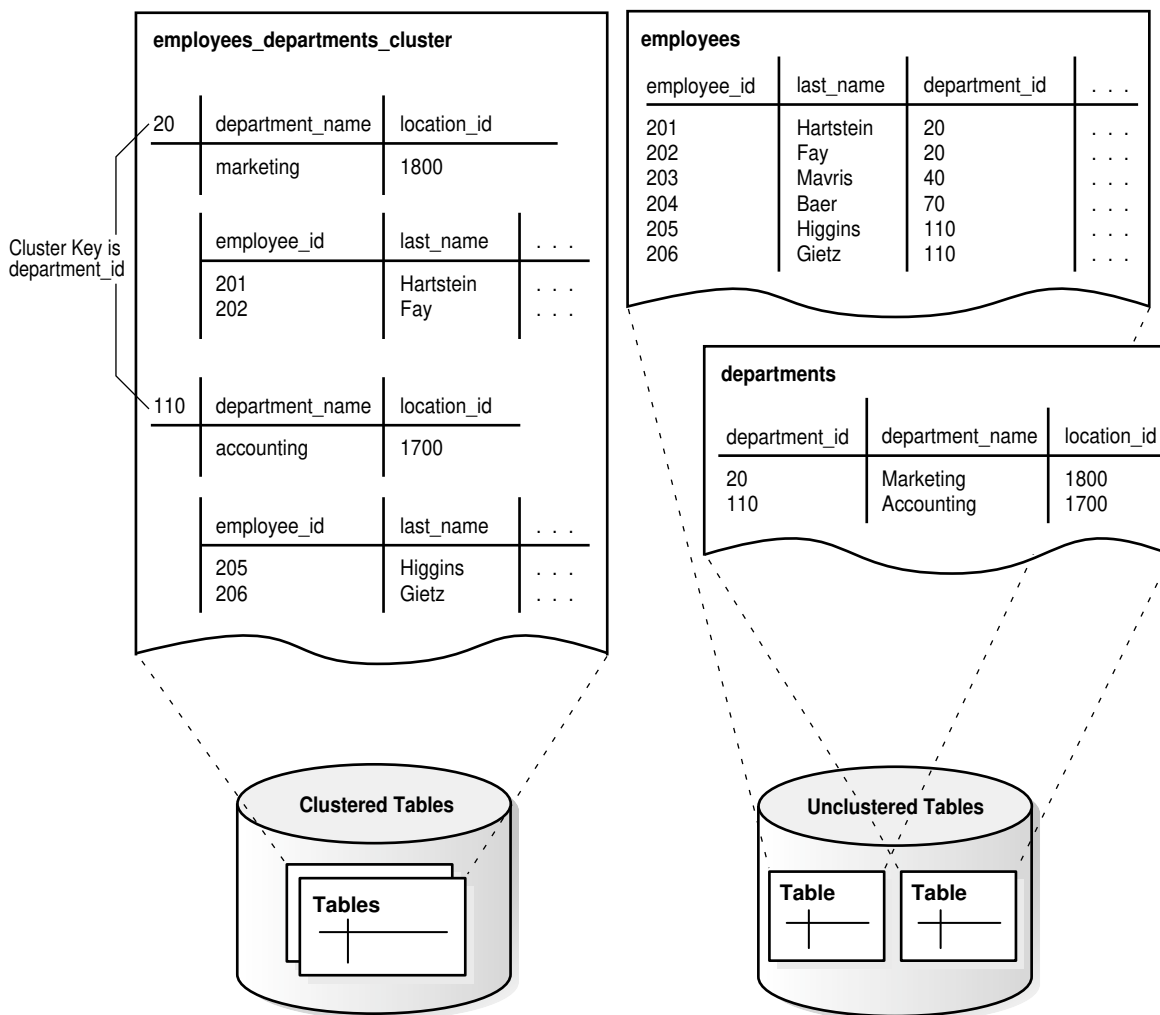 employees_departments_cluster
20 department_name location_id
marketing 1800
employee_id last_name . . .
201 Hartstein . . .
202 Fay . . .
Cluster Key is
department_id
110 department_name location_id
accounting 1700
employee_id last_name . . .
205 Higgins . . .
206 Gietz . . .
employees
employee_id last_name department_id . . .
201 Hartstein 20 . . .
202 Fay 20 . . .
203 Mavris 40 . . .
204 Baer 70 . . .
205 Higgins 110 . . .
206 Gietz 110 . . .
departments
department_id department_name location_id
20 Marketing 1800
110 Accounting 1700
Clustered Tables
Tables
Unclustered Tables
Table Table